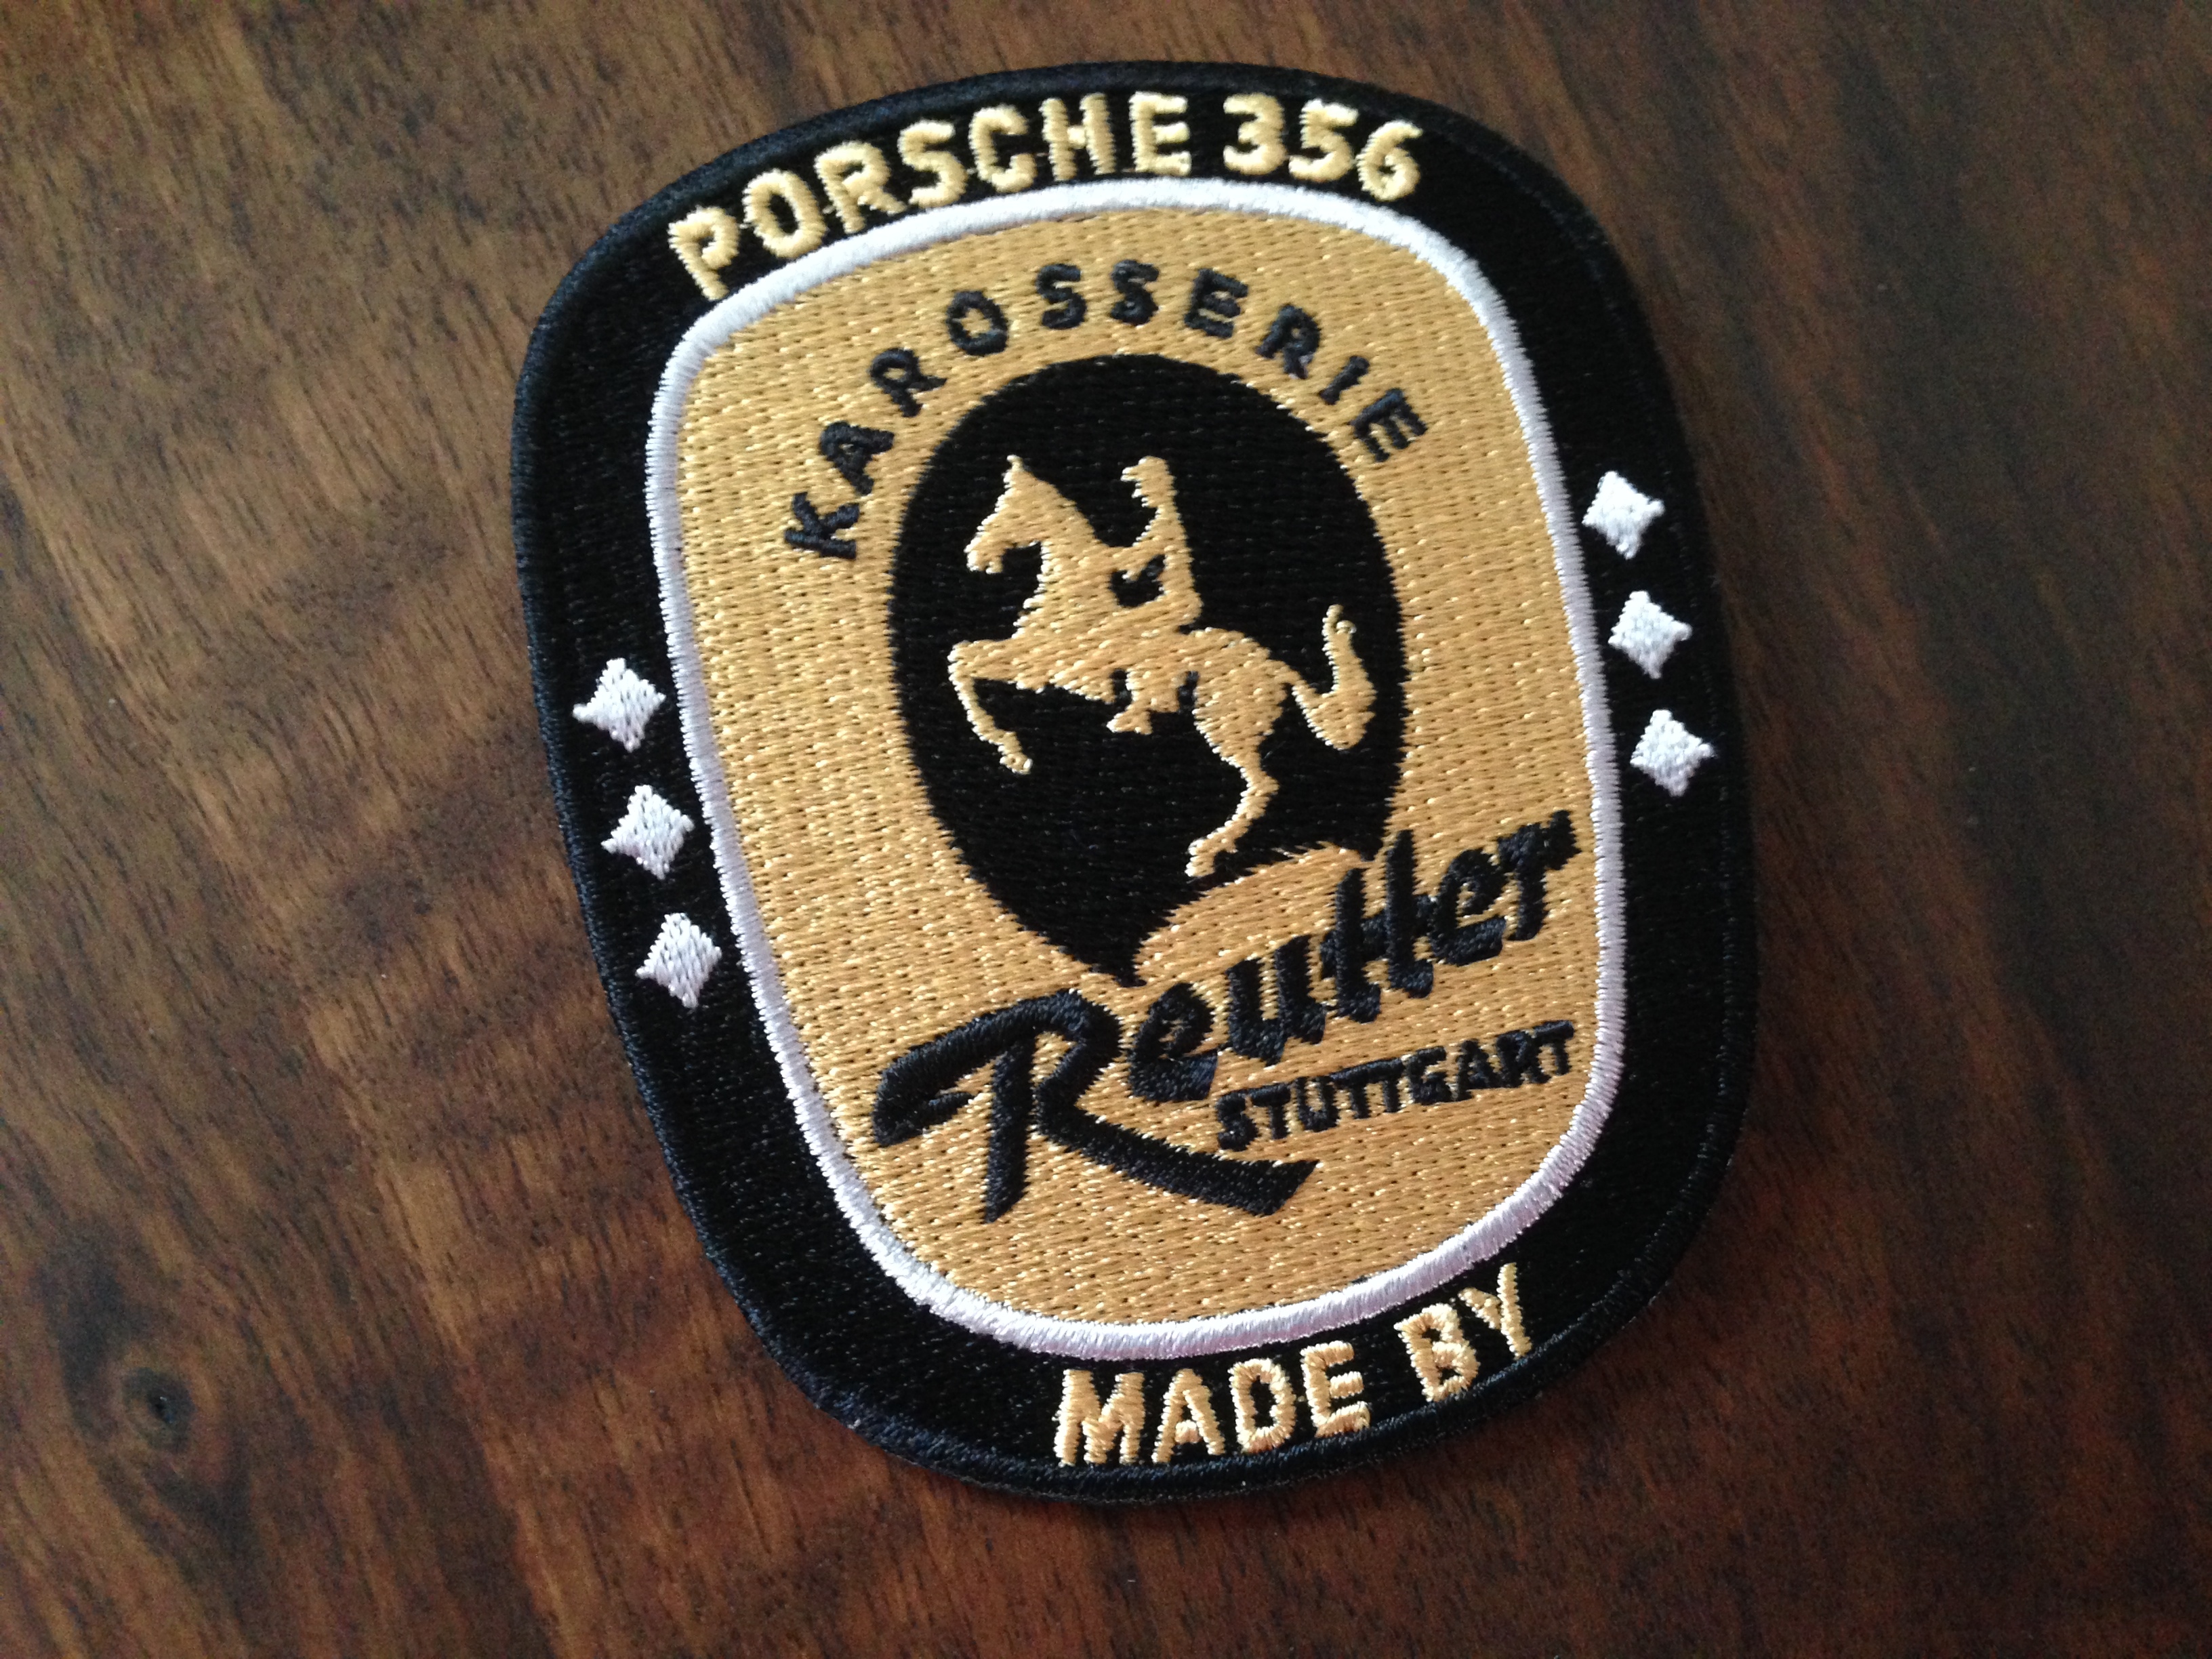 PORSCHE 356
KAROSSERIE
Reutter
STUTTGART
MADE BY